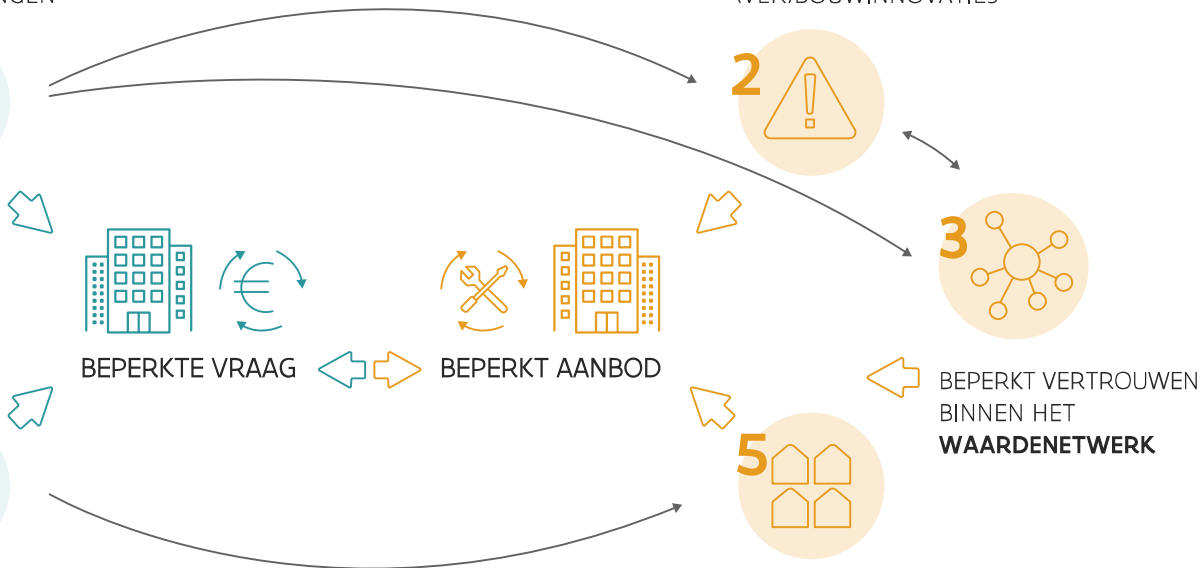 2
3
BEPERKTE VRAAG
BEPERKT AANBOD
BEPERKT VERTROUWEN
BINNEN HET
WAARDENETWERK
5